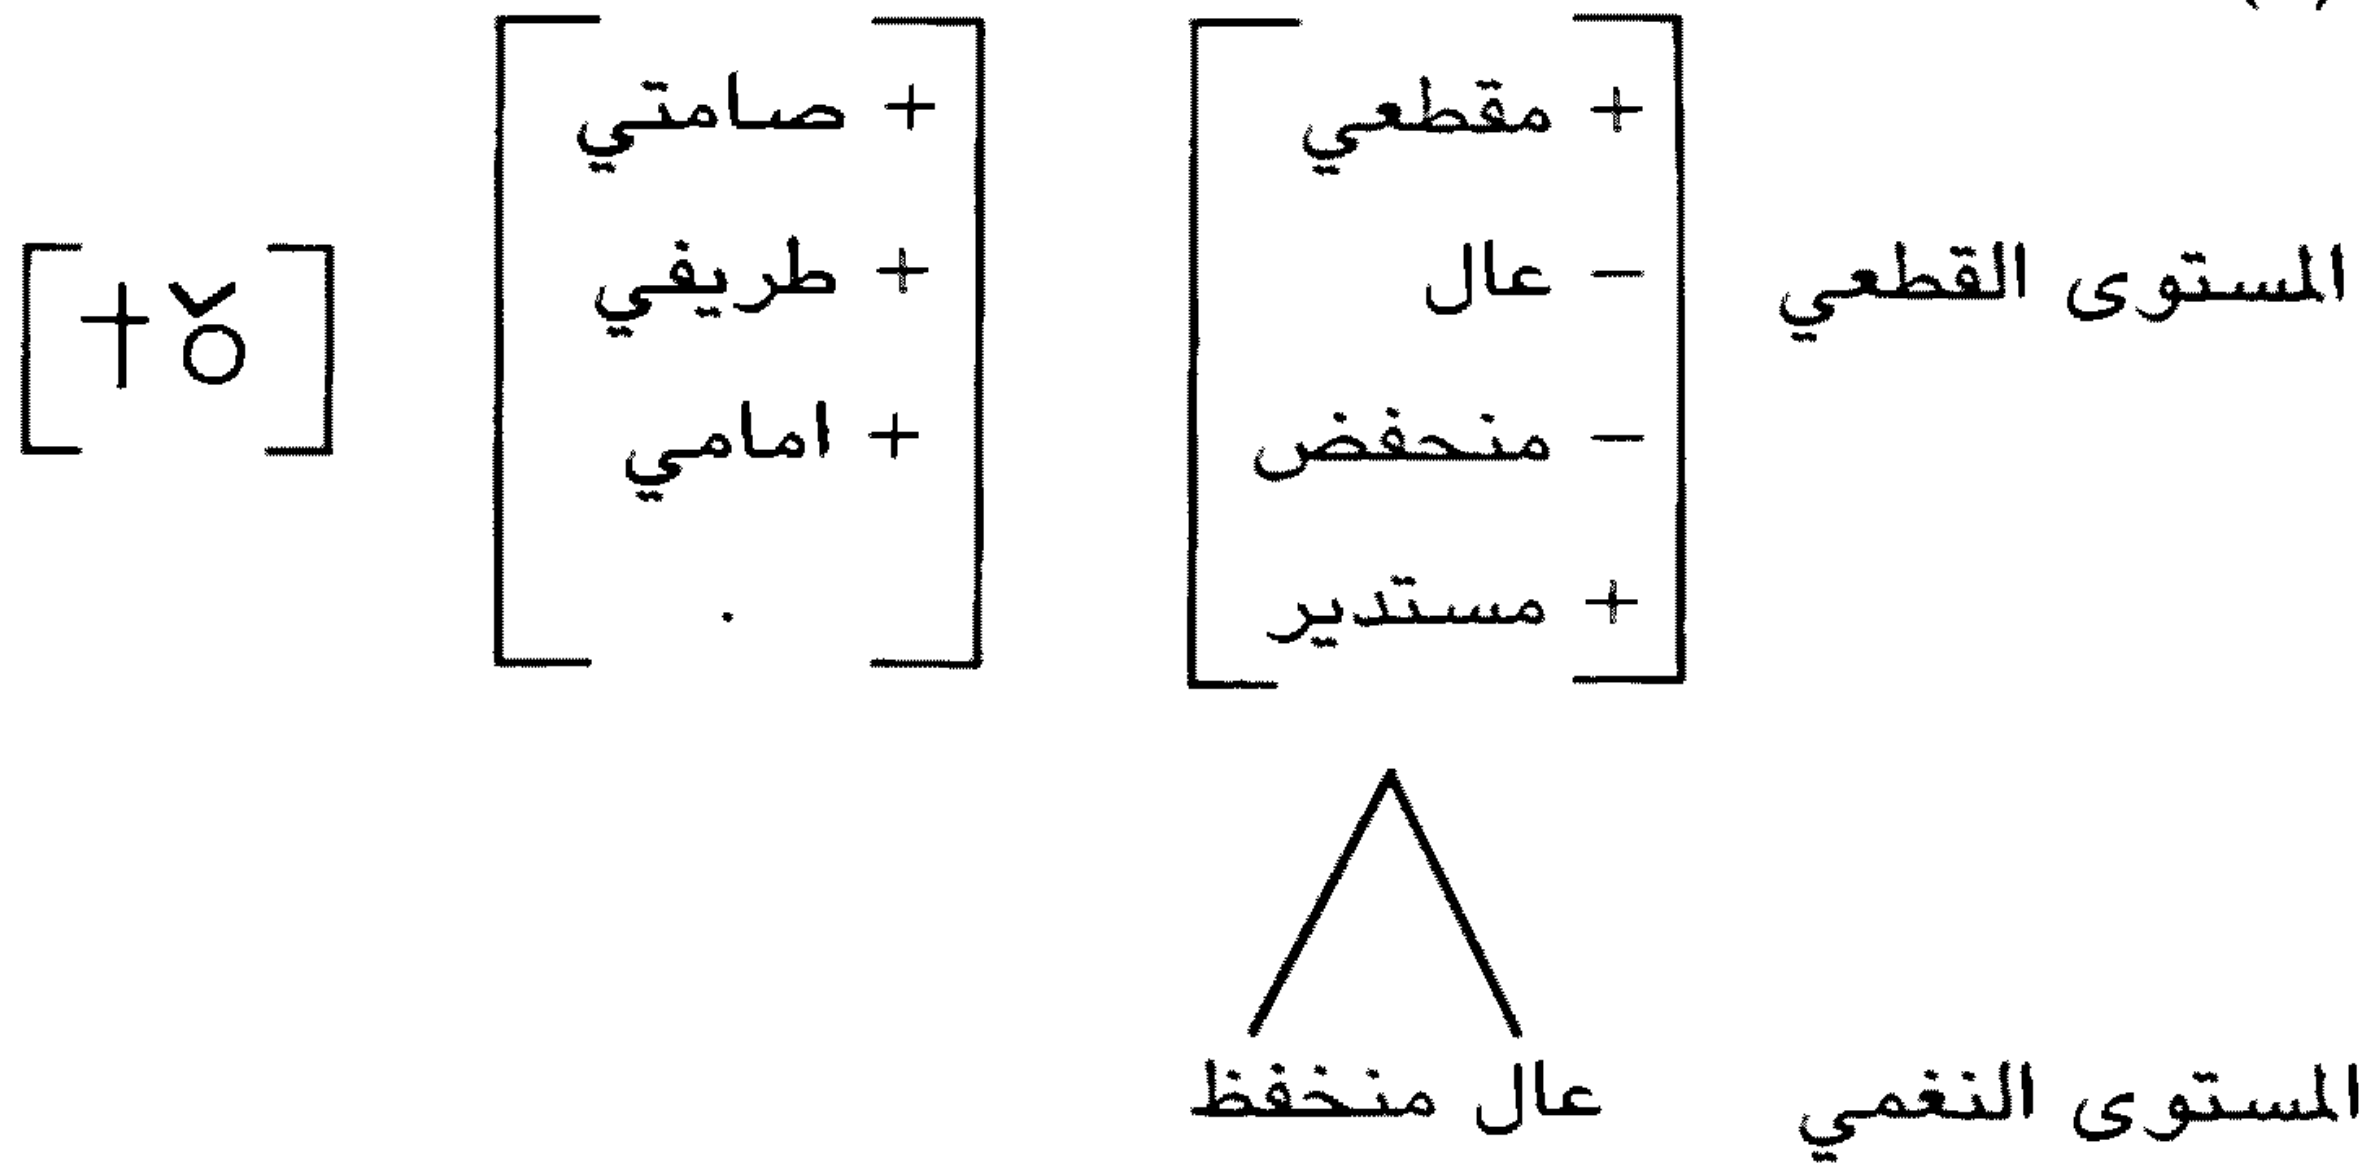 + مقطعي + صامتي
المستوى القطعي − عال + طريفي [†ǒ]
− منحفض + امامي
+ مستدير .
المستوى النغمي عال منخفظ